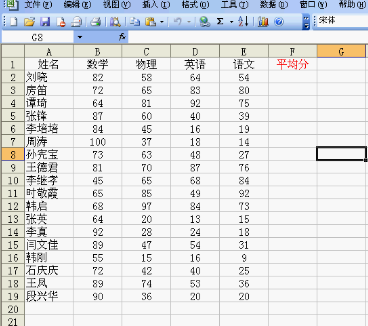 文件(F) 编辑(E) 视图(V) 插入(I) 格式(O) 工具(T) 数据(D) 窗口(W) 帮助(H)
宋体
G8 fx
A B C D E F G
1 姓名 数学 物理 英语 语文 平均分
2 刘晓 82 58 64 54
3 房笛 72 65 83 80
4 谭琦 64 81 92 75
5 张锋 87 60 40 39
6 李培培 84 45 16 19
7 周涛 100 37 18 14
8 孙宪宝 73 63 48 27
9 王德君 81 70 87 76
10 李继孝 45 65 68 84
11 时敬霞 65 85 49 92
12 韩启 68 97 84 73
13 张英 64 20 13 15
14 李真 92 28 24 18
15 闫文佳 89 47 54 31
16 韩刚 55 15 16 9
17 石庆庆 72 42 40 25
18 王凤 89 74 53 36
19 段兴华 90 36 20 20
20
21